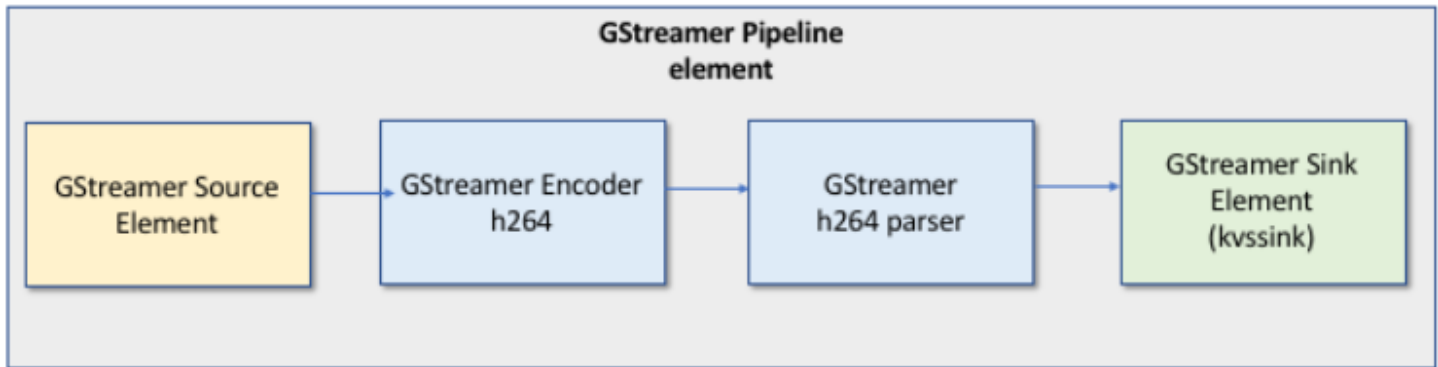 GStreamer Pipeline
element
GStreamer Source
Element
GStreamer Encoder
h264
GStreamer
h264 parser
GStreamer Sink
Element
(kvssink)